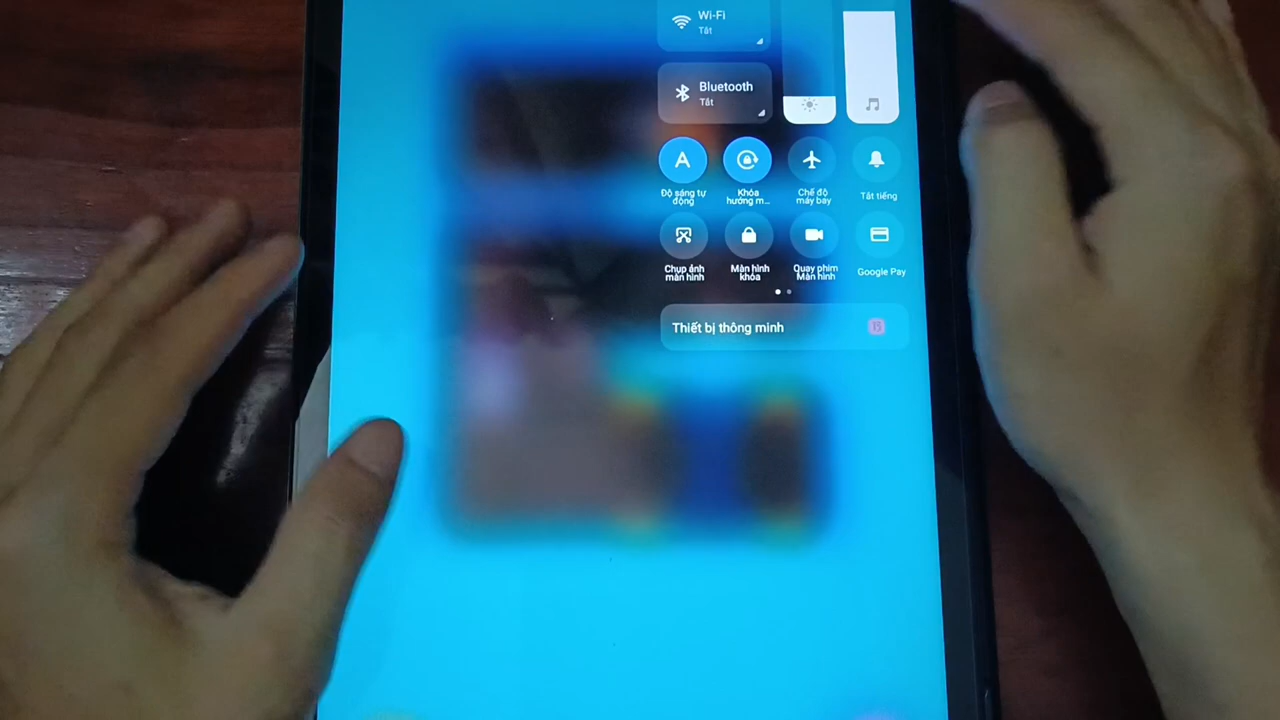 Wi-Fi
Tắt
Bluetooth
Tắt
Độ sáng tự
động
Khóa
hướng m...
Chế độ
máy bay
Tắt tiếng
Chụp ảnh
màn hình
Màn hình
khóa
Quay phim
Màn hình
Google Pay
Thiết bị thông minh